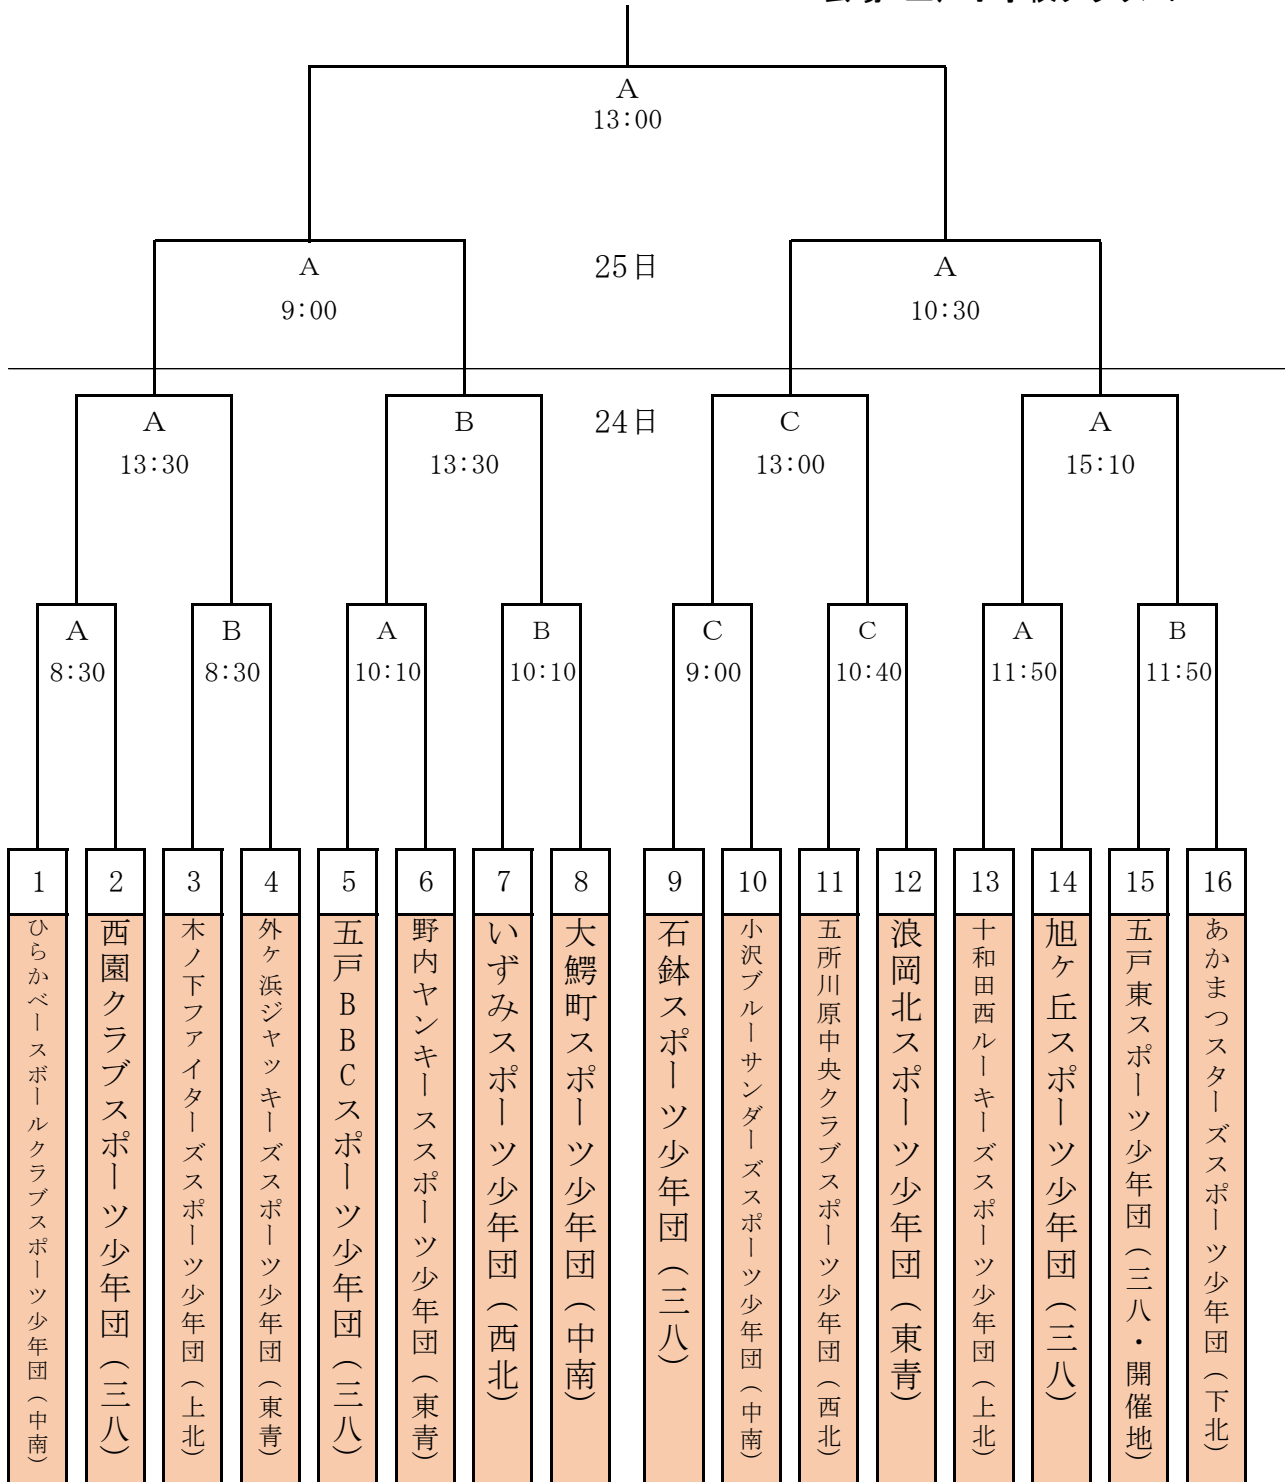 A
13:00
25日
A
9:00
A
10:30
24日
A
13:30
B
13:30
C
13:00
A
15:10
A
8:30
B
8:30
A
10:10
B
10:10
C
9:00
C
10:40
A
11:50
B
11:50
1
ひらかベースボールクラブスポーツ少年団(中南)
2
西園クラブスポーツ少年団(三八)
3
木ノ下ファイターズスポーツ少年団(上北)
4
外ヶ浜ジャッキーズスポーツ少年団(東青)
5
五戸BBCスポーツ少年団(三八)
6
野内ヤンキーススポーツ少年団(東青)
7
いずみスポーツ少年団(西北)
8
大鰐町スポーツ少年団(中南)
9
石鉢スポーツ少年団(三八)
10
小沢ブルーサンダーズスポーツ少年団(中南)
11
五所川原中央クラブスポーツ少年団(西北)
12
浪岡北スポーツ少年団(東青)
13
十和田西ルーキーズスポーツ少年団(上北)
14
旭ヶ丘スポーツ少年団(三八)
15
五戸東スポーツ少年団(三八・開催地)
16
あかまつスターズスポーツ少年団(下北)